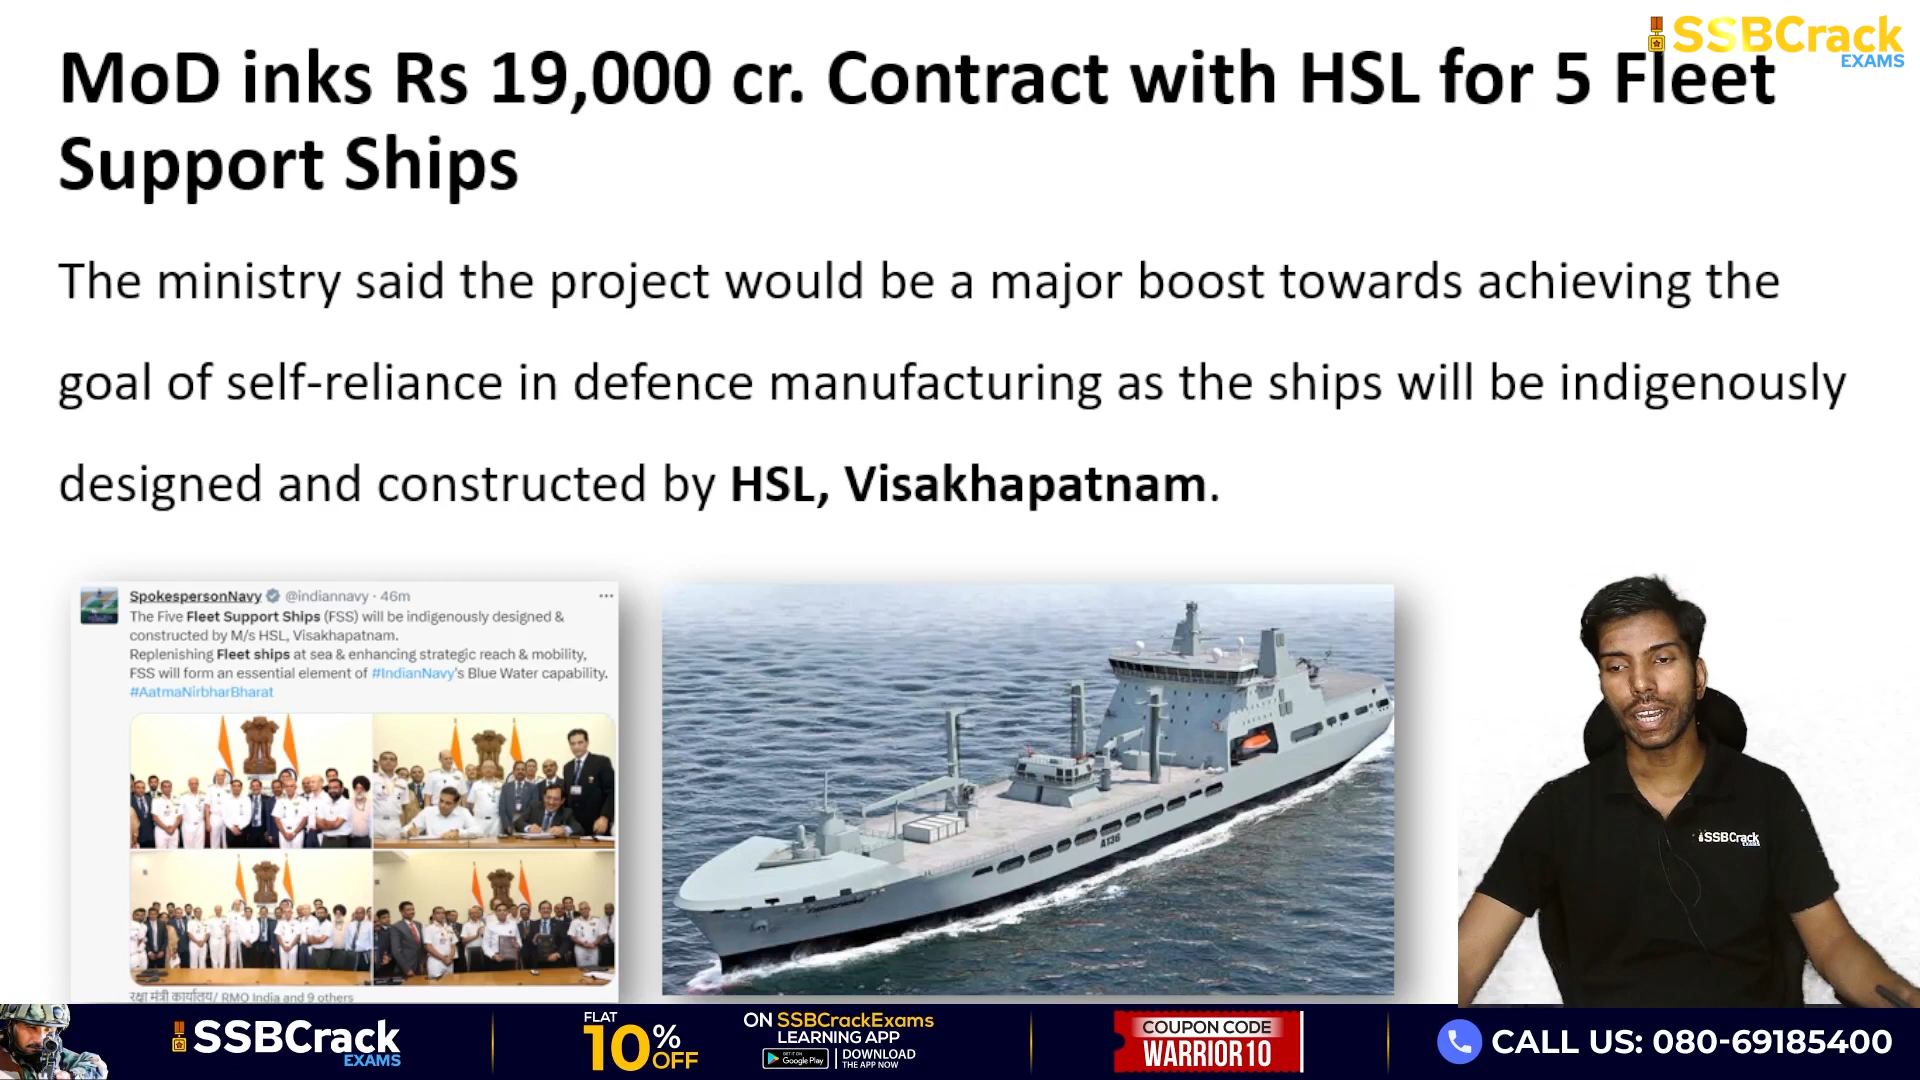 SSBCrack
EXAMS
MoD inks Rs 19,000 cr. Contract with HSL for 5 Fleet
Support Ships
The ministry said the project would be a major boost towards achieving the
goal of self-reliance in defence manufacturing as the ships will be indigenously
designed and constructed by HSL, Visakhapatnam.
SpokespersonNavy @indiannavy · 46m
The Five Fleet Support Ships (FSS) will be indigenously designed &
constructed by M/s HSL, Visakhapatnam.
Replenishing Fleet ships at sea & enhancing strategic reach & mobility,
FSS will form an essential element of #IndianNavy's Blue Water capability.
#AatmaNirbharBharat
रक्षा मंत्री कार्यालय/ RMO India and 9 others
A136
SSBCrack
EXAMS
SSBCrack
EXAMS
FLAT
10% OFF
ON SSBCrackExams
LEARNING APP
GET IT ON
Google Play
DOWNLOAD
THE APP NOW
COUPON CODE
WARRIOR10
CALL US: 080-69185400